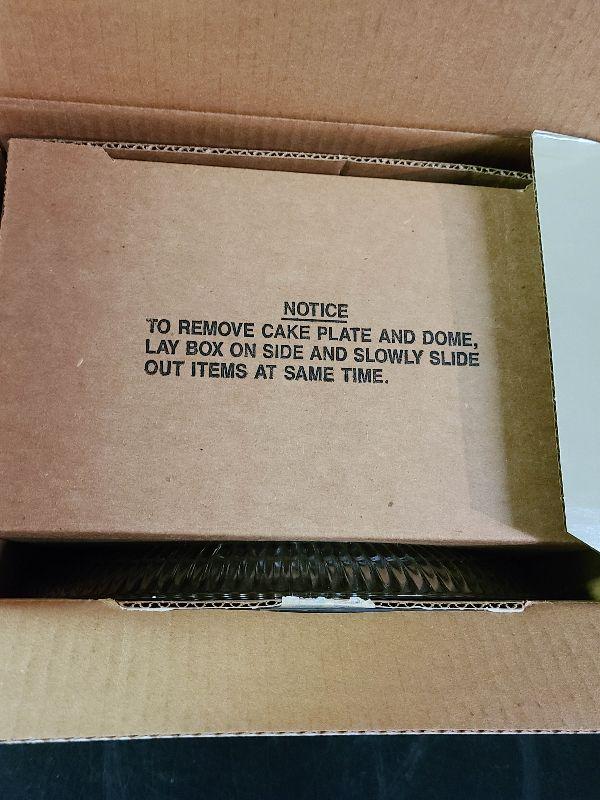 NOTICE
TO REMOVE CAKE PLATE AND DOME,
LAY BOX ON SIDE AND SLOWLY SLIDE
OUT ITEMS AT SAME TIME.